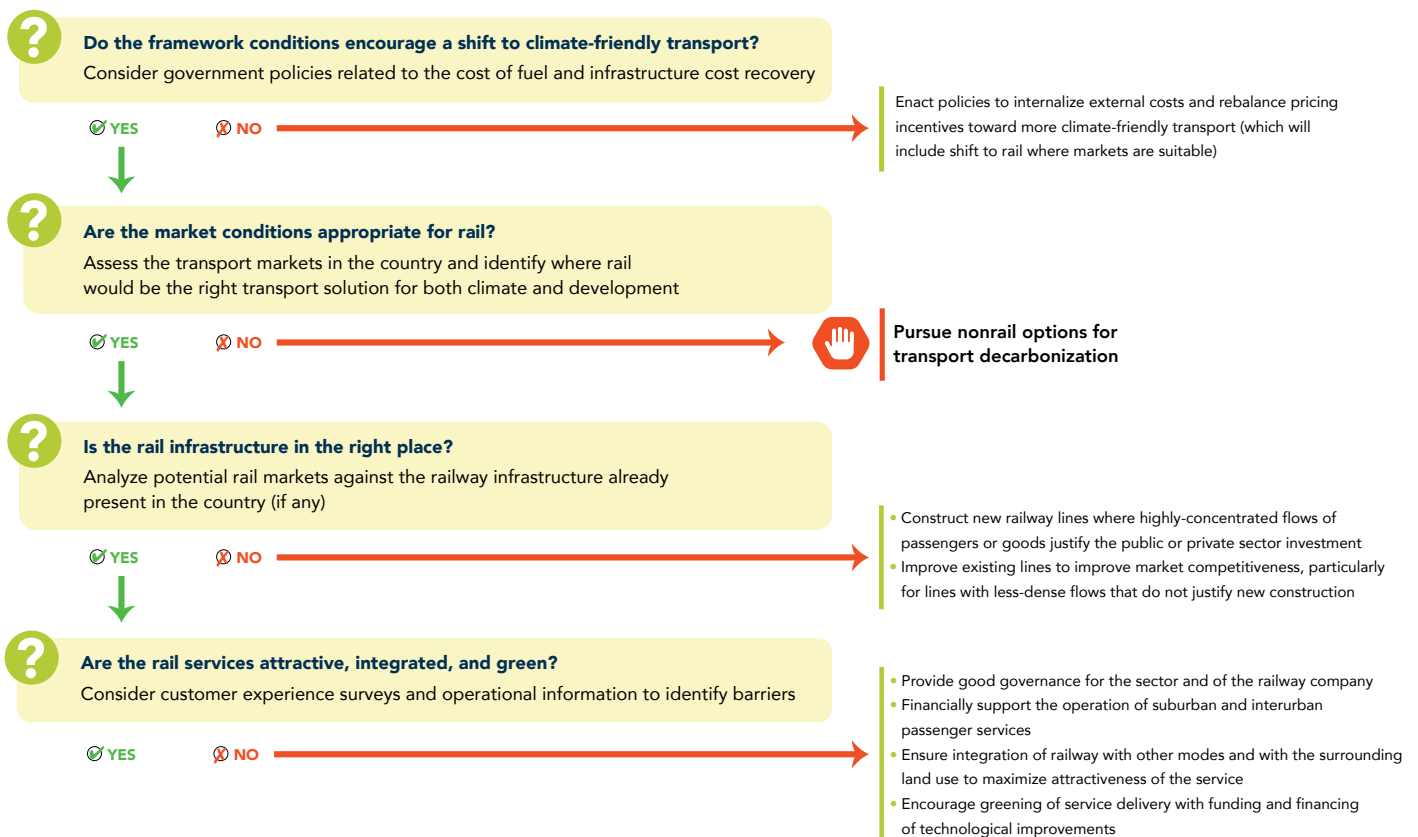 Do the framework conditions encourage a shift to climate-friendly transport?
Consider government policies related to the cost of fuel and infrastructure cost recovery
YES
NO
Enact policies to internalize external costs and rebalance pricing
incentives toward more climate-friendly transport (which will
include shift to rail where markets are suitable)
Are the market conditions appropriate for rail?
Assess the transport markets in the country and identify where rail
would be the right transport solution for both climate and development
YES
NO
Pursue nonrail options for
transport decarbonization
Is the rail infrastructure in the right place?
Analyze potential rail markets against the railway infrastructure already
present in the country (if any)
YES
NO
• Construct new railway lines where highly-concentrated flows of
passengers or goods justify the public or private sector investment
• Improve existing lines to improve market competitiveness, particularly
for lines with less-dense flows that do not justify new construction
Are the rail services attractive, integrated, and green?
Consider customer experience surveys and operational information to identify barriers
YES
NO
• Provide good governance for the sector and of the railway company
• Financially support the operation of suburban and interurban
passenger services
• Ensure integration of railway with other modes and with the surrounding
land use to maximize attractiveness of the service
• Encourage greening of service delivery with funding and financing
of technological improvements